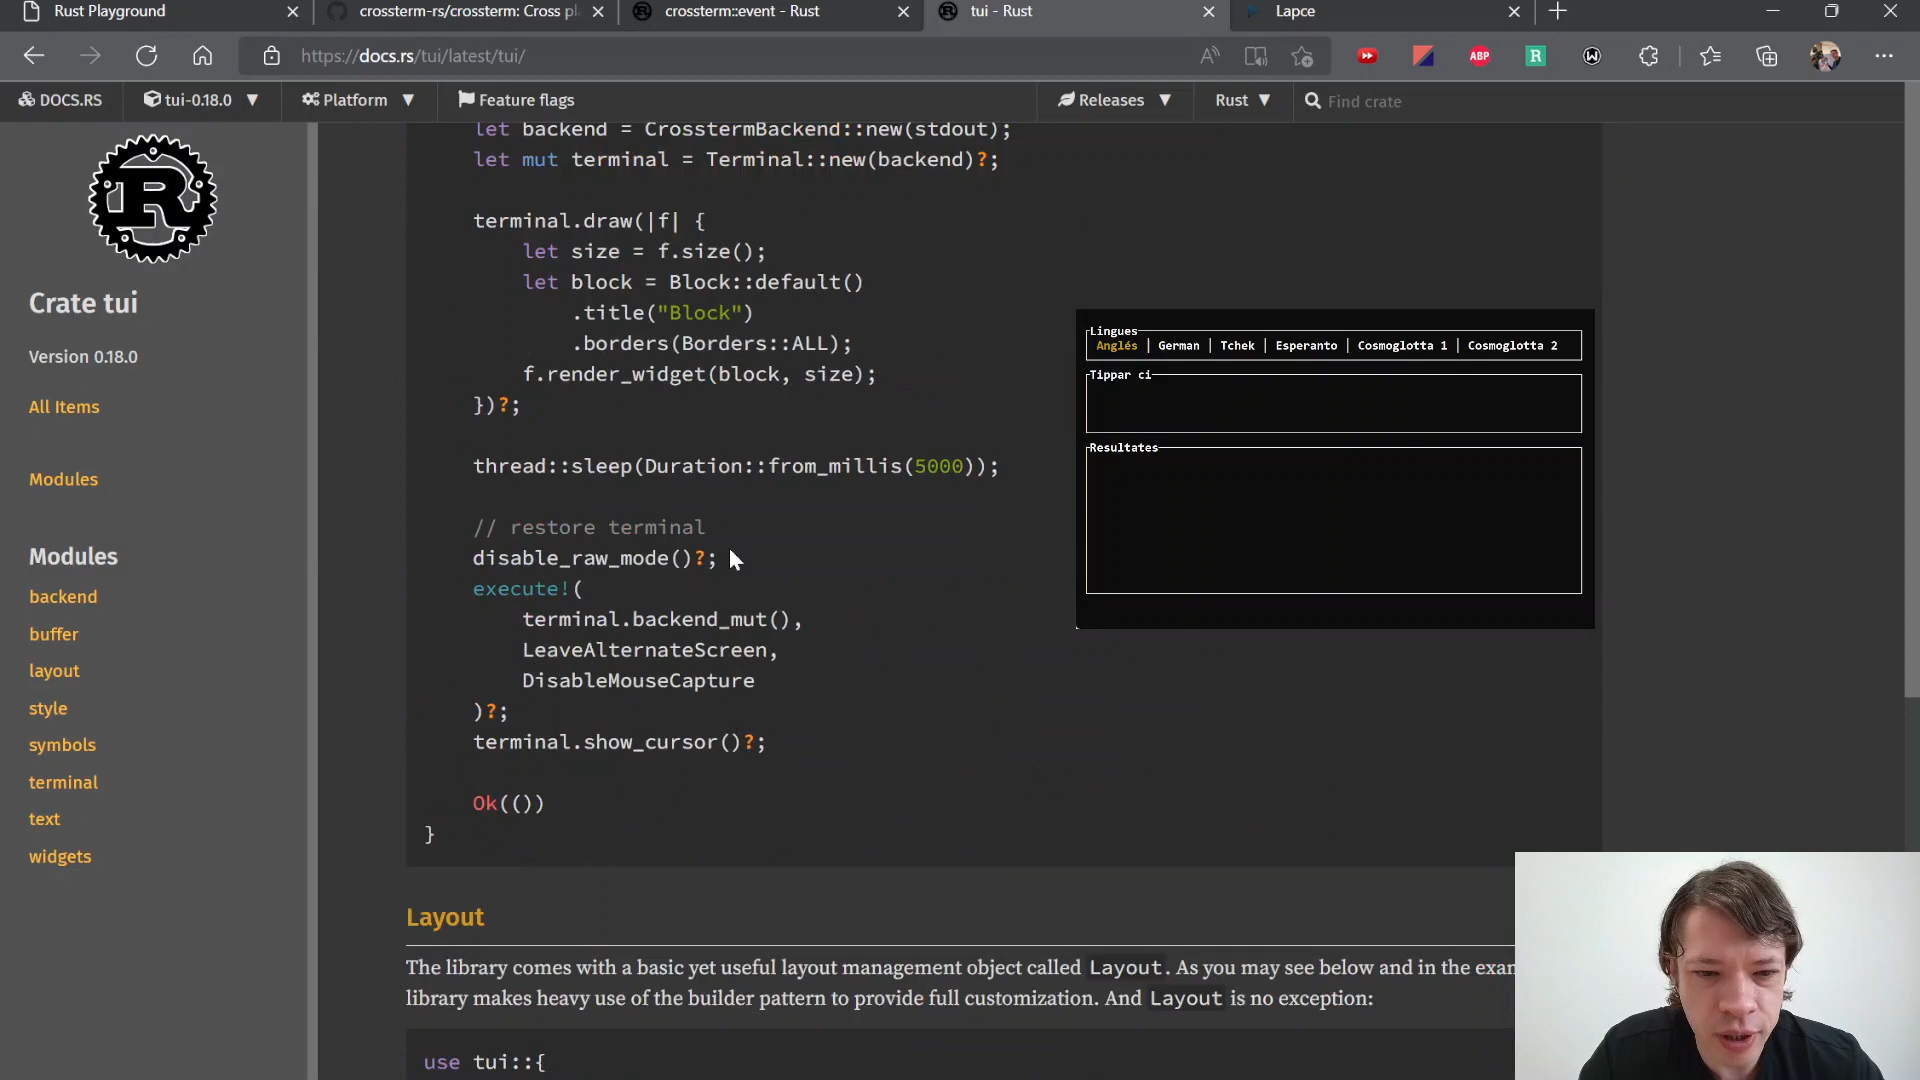 Rust Playground
crossterm-rs/crossterm: Cross pl
crossterm::event - Rust
tui - Rust
Lapce
https://docs.rs/tui/latest/tui/
ABP
R
W
DOCS.RS
tui-0.18.0
Platform
Feature flags
Releases
Rust
Find crate
R
Crate tui
Version 0.18.0
All Items
Modules
Modules
backend
buffer
layout
style
symbols
terminal
text
widgets
let backend = CrosstermBackend::new(stdout);
let mut terminal = Terminal::new(backend)?;
terminal.draw(|f| {
let size = f.size();
let block = Block::default()
.title("Block")
.borders(Borders::ALL);
f.render_widget(block, size);
})?;
thread::sleep(Duration::from_millis(5000));
// restore terminal
disable_raw_mode()?;
execute!(
terminal.backend_mut(),
LeaveAlternateScreen,
DisableMouseCapture
)?;
terminal.show_cursor()?;
Ok(())
}
Lingues
Anglés | German | Tchek | Esperanto | Cosmoglotta 1 | Cosmoglotta 2
Tippar ci
Resultates
Layout
The library comes with a basic yet useful layout management object called Layout. As you may see below and in the exam
library makes heavy use of the builder pattern to provide full customization. And Layout is no exception:
use tui::{